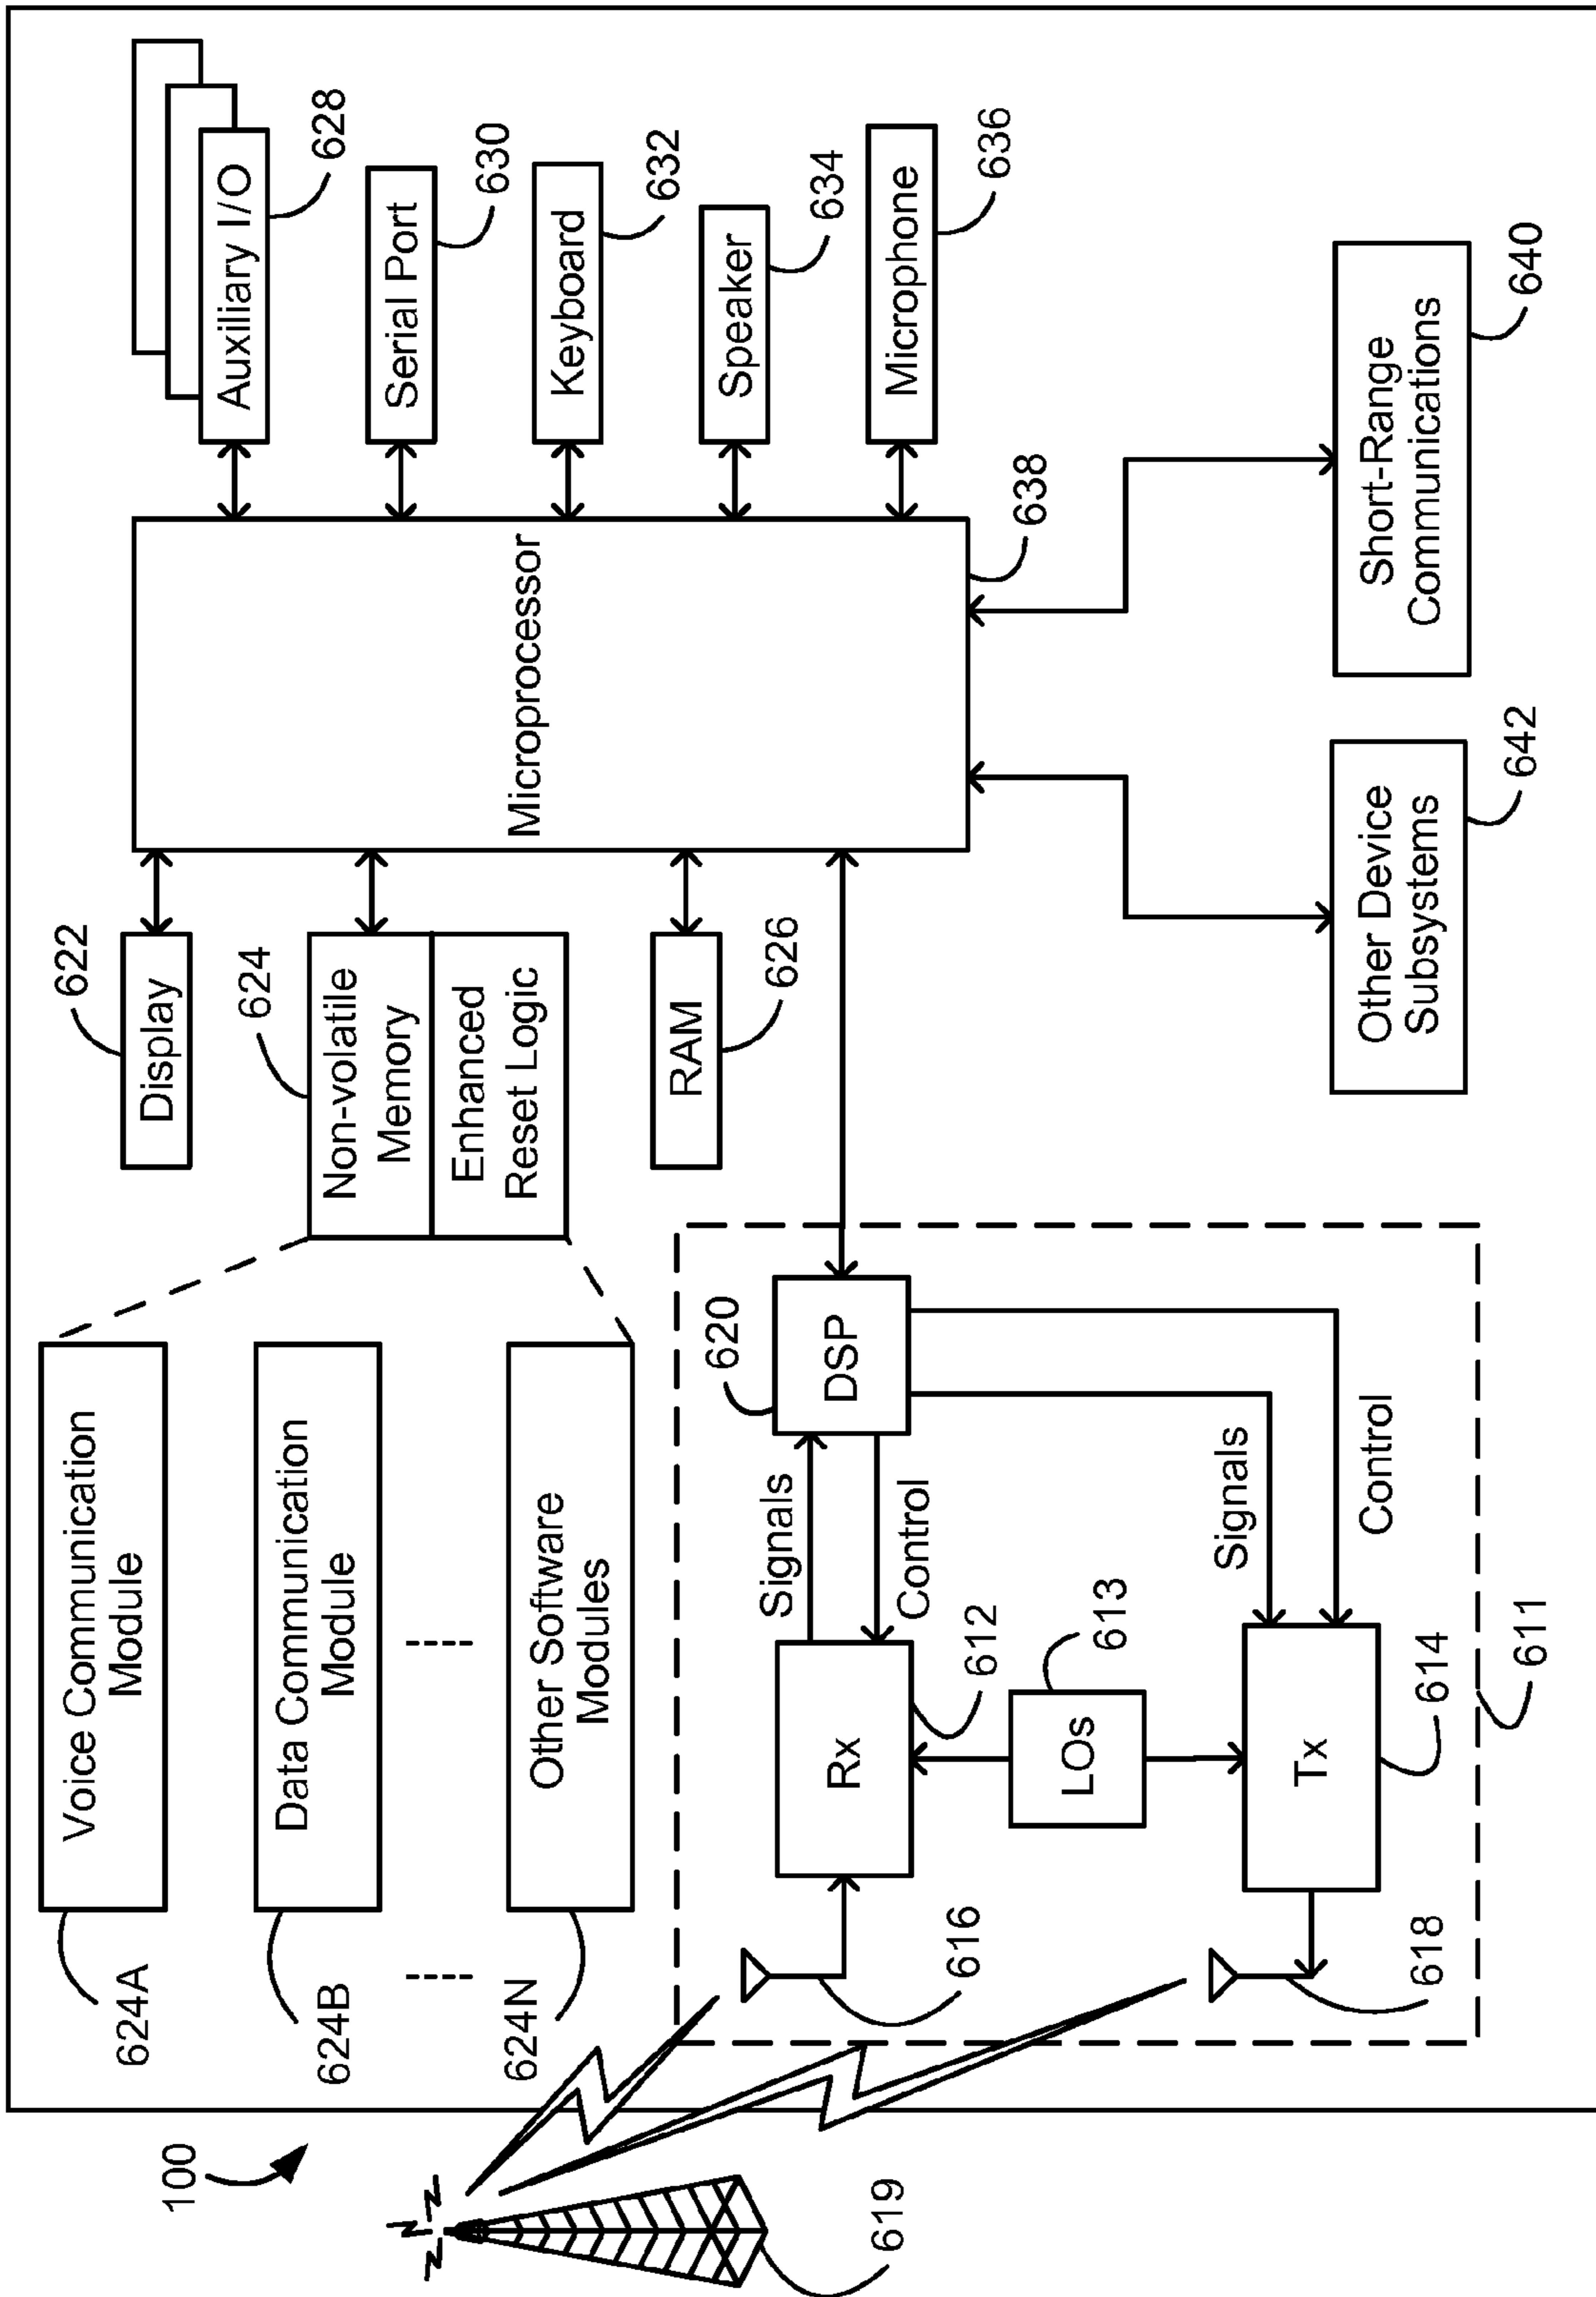 100
619
624A
Voice Communication
Module
624B
Data Communication
Module
624N
Other Software
Modules
622
Display
624
Non-volatile
Memory
Enhanced
Reset Logic
RAM
626
Microprocessor
638
Auxiliary I/O
628
Serial Port
630
Keyboard
632
Speaker
634
Microphone
636
Short-Range
Communications
640
Other Device
Subsystems
642
620
DSP
Signals
Control
Rx
612
613
LOs
Signals
Control
Tx
614
611
616
618